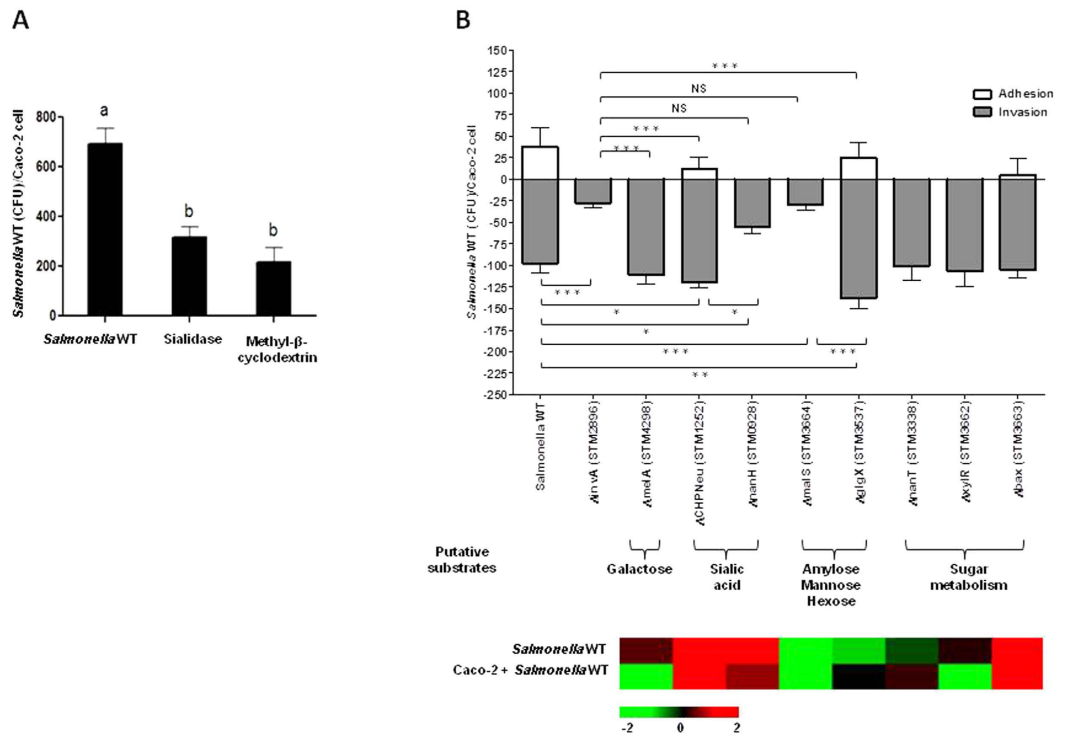 A
Salmonella WT (CFU)/Caco-2 cell
800
600
400
200
0
a
b
b
Salmonella WT
Sialidase
Methyl-β-
cyclodextrin
B
Salmonella WT (CFU)/Caco-2 cell
150
125
100
75
50
25
0
-25
-50
-75
-100
-125
-150
-175
-200
-225
-250
Adhesion
Invasion
***
NS
NS
***
***
***
*
*
*
***
***
**
Salmonella WT
ΔinvA (STM2896)
ΔmelA (STM4298)
ΔCHPNeu (STM1252)
ΔnanH (STM0928)
ΔmalS (STM3664)
ΔglgX (STM3537)
ΔnanT (STM3338)
ΔxylR (STM3662)
Δbax (STM3663)
Putative
substrates
Galactose
Sialic
acid
Amylose
Mannose
Hexose
Sugar
metabolism
Salmonella WT
Caco-2 + Salmonella WT
-2
0
2